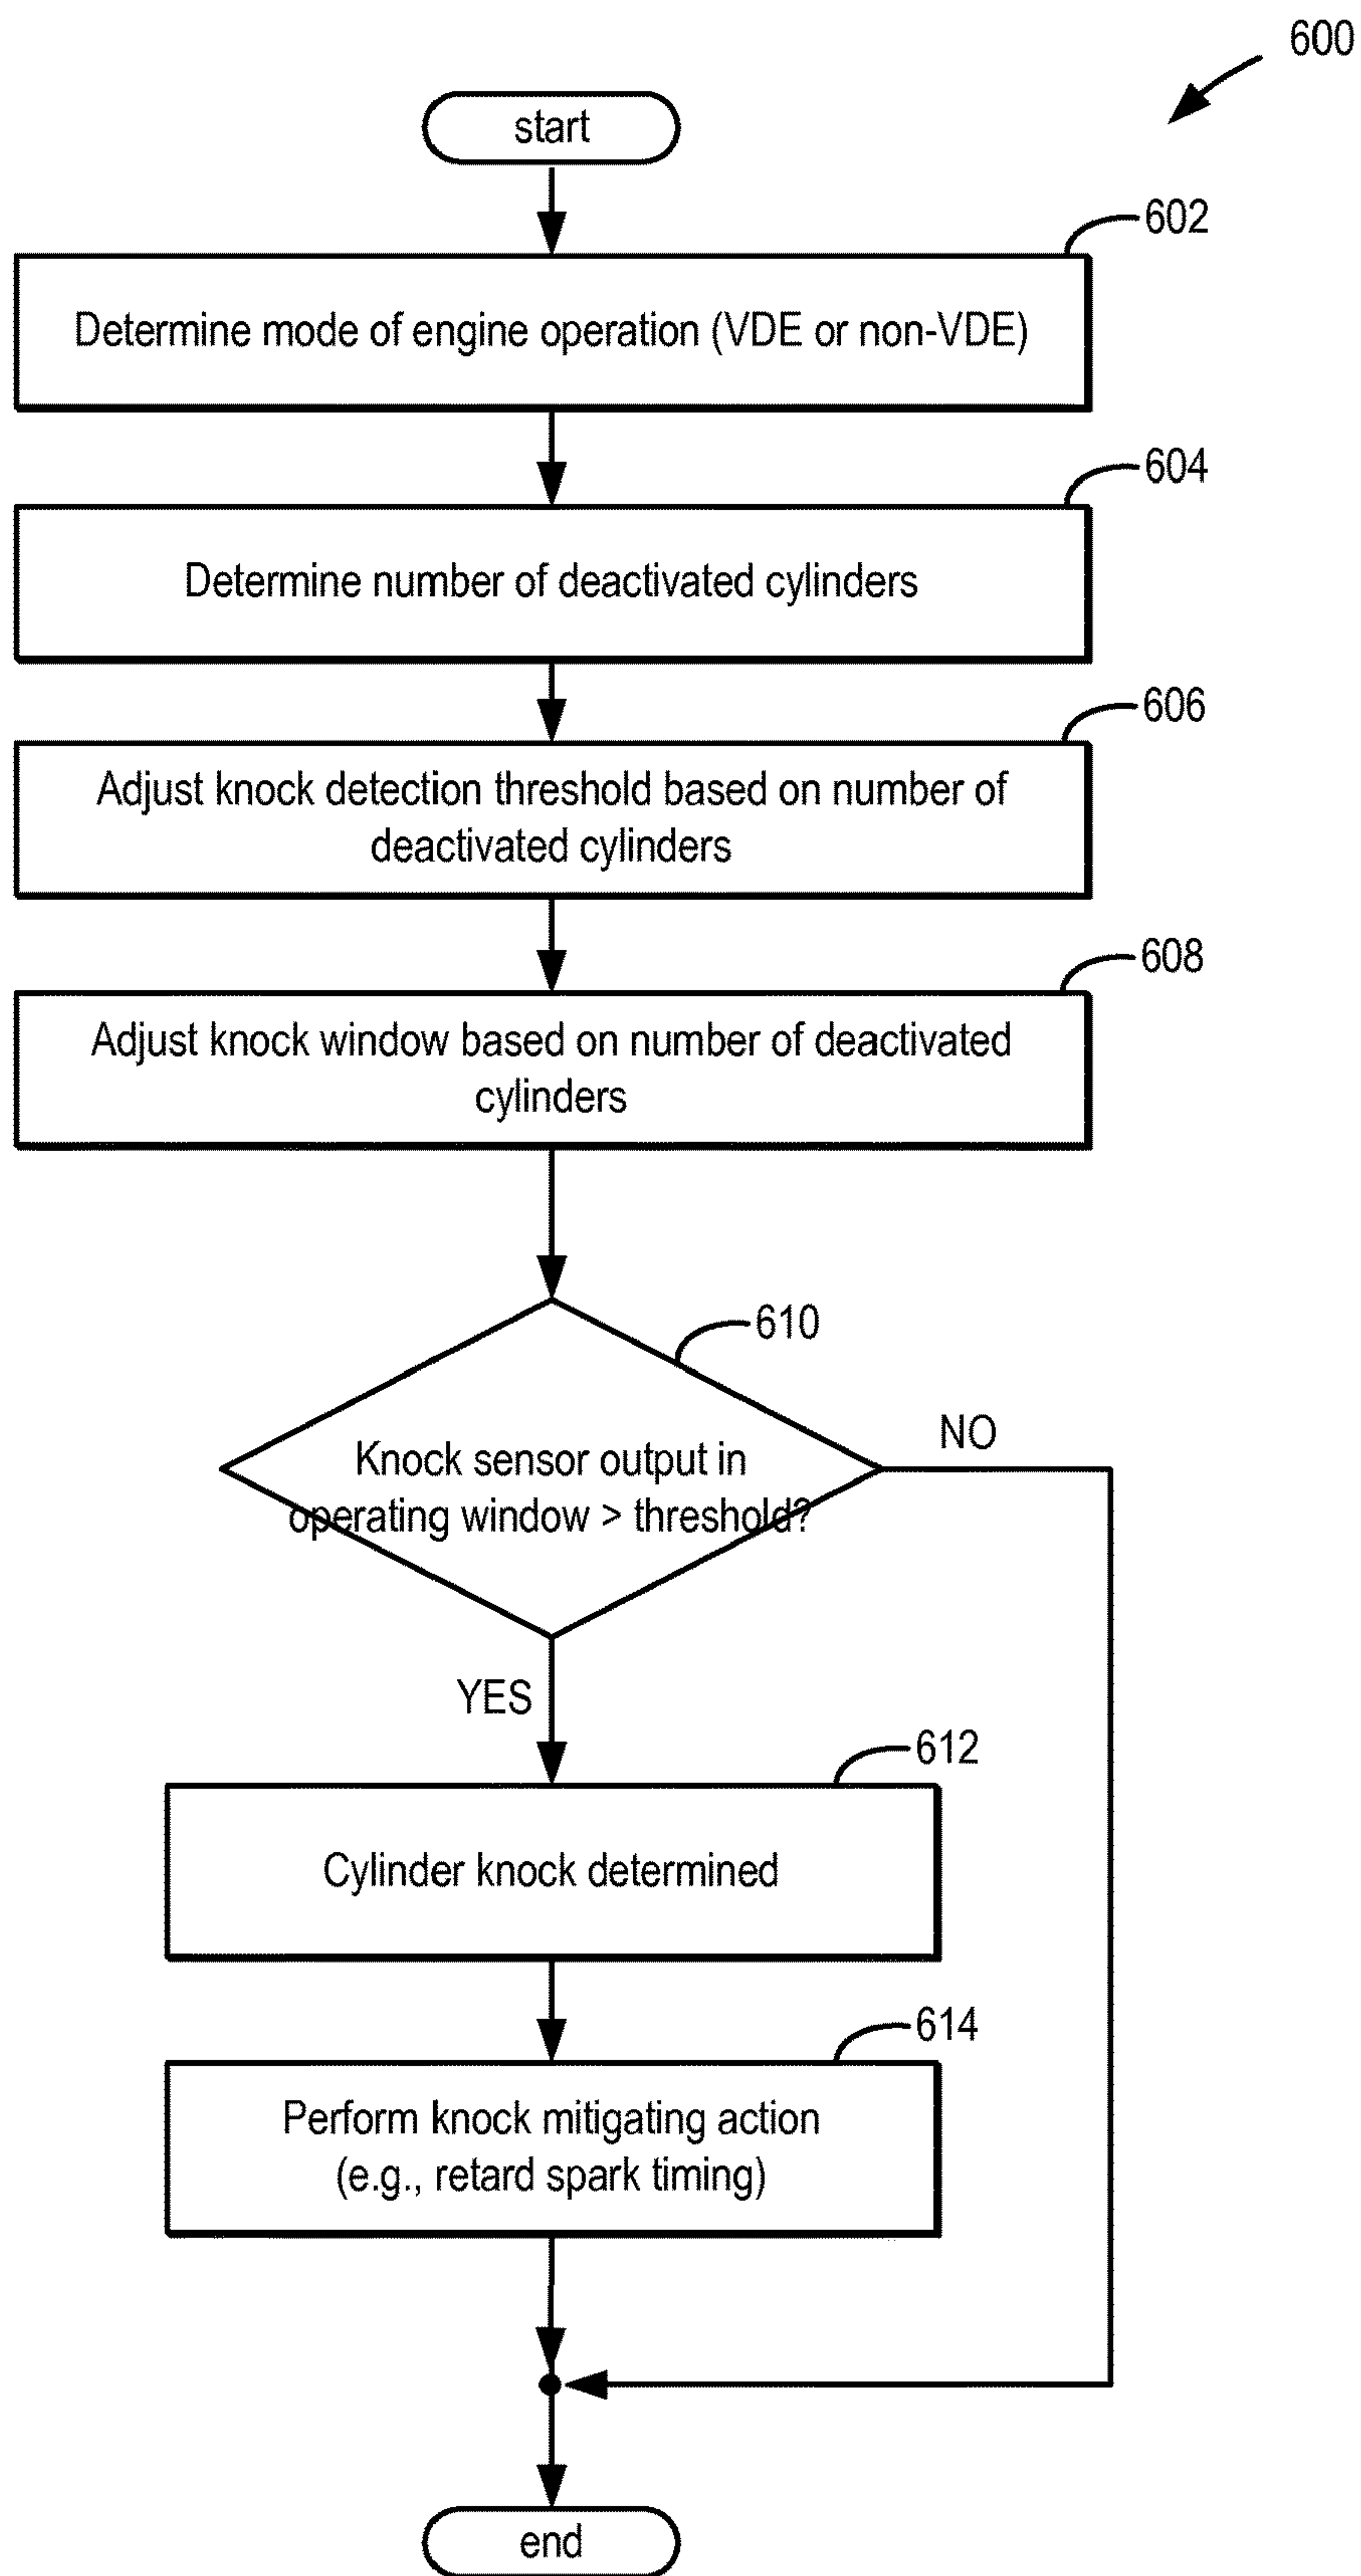 600
start
602
Determine mode of engine operation (VDE or non-VDE)
604
Determine number of deactivated cylinders
606
Adjust knock detection threshold based on number of
deactivated cylinders
608
Adjust knock window based on number of deactivated
cylinders
610
Knock sensor output in
operating window > threshold?
NO
YES
612
Cylinder knock determined
614
Perform knock mitigating action
(e.g., retard spark timing)
end